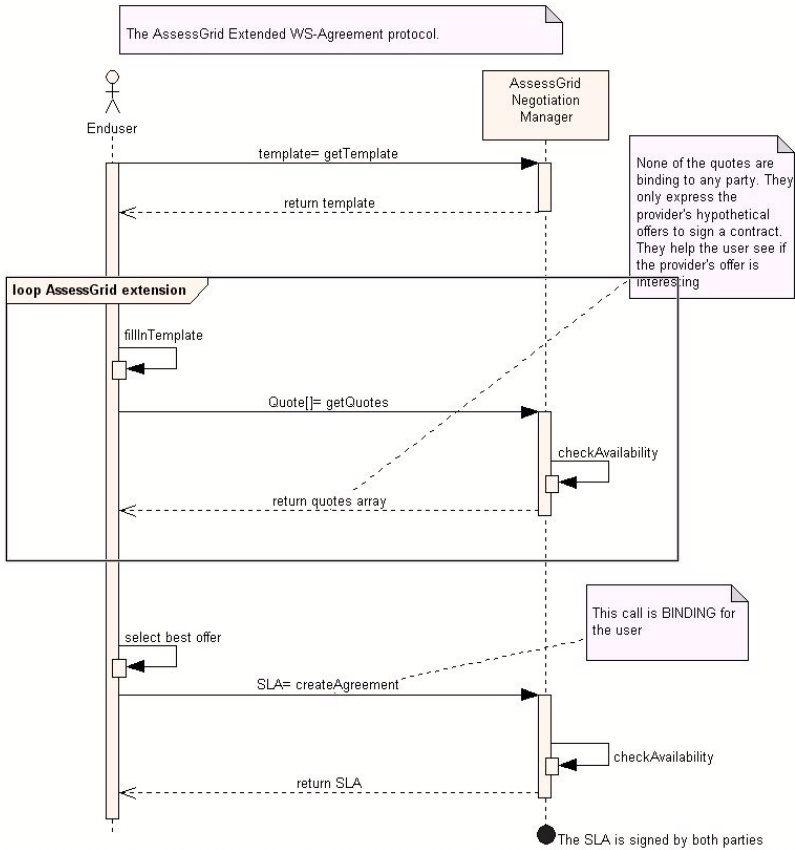 The AssessGrid Extended WS-Agreement protocol.
Enduser
AssessGrid
Negotiation
Manager
template= getTemplate
return template
None of the quotes are
binding to any party. They
only express the
provider's hypothetical
offers to sign a contract.
They help the user see if
the provider's offer is
interesting
loop AssessGrid extension
fillInTemplate
Quote[]= getQuotes
checkAvailability
return quotes array
This call is BINDING for
the user
select best offer
SLA= createAgreement
checkAvailability
return SLA
The SLA is signed by both parties